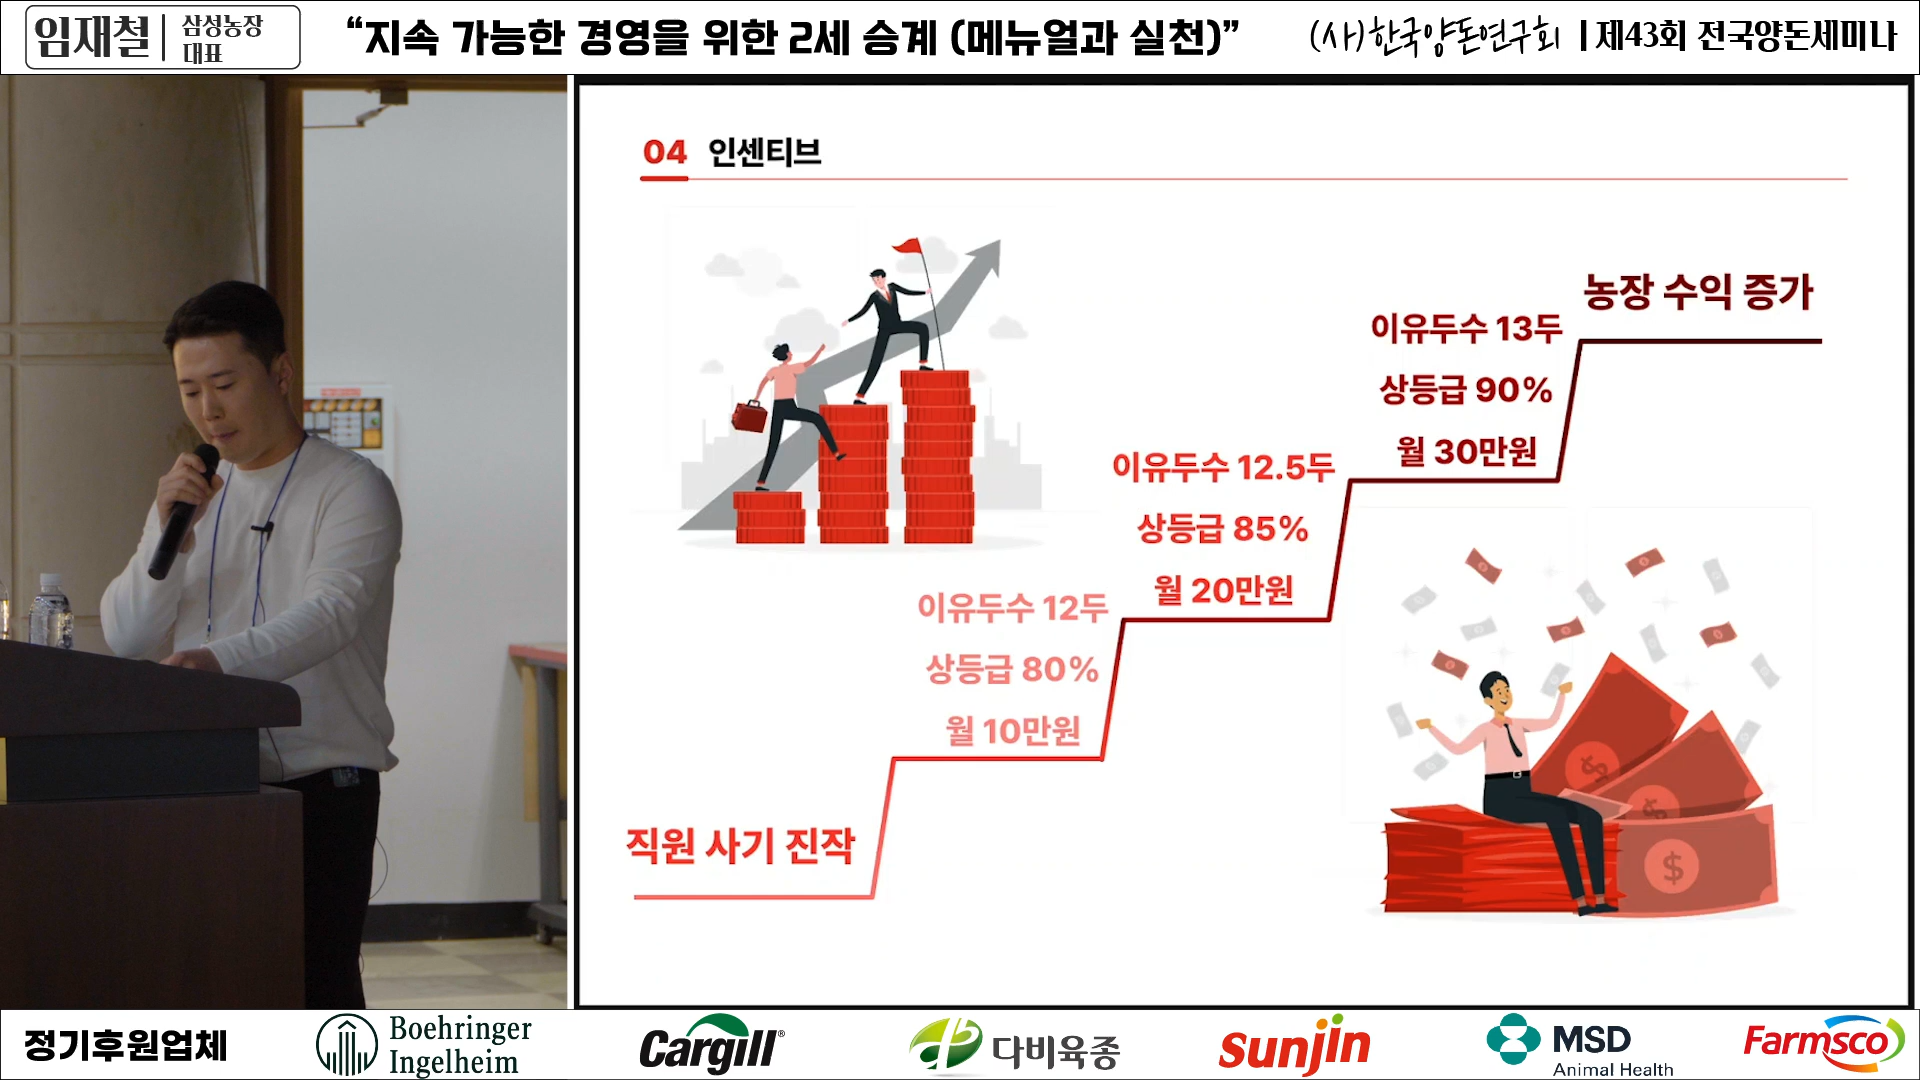 임재철
삼성농장
대표
“지속 가능한 경영을 위한 2세 승계 (메뉴얼과 실천)”
(사)한국양돈연구회 | 제43회 전국양돈세미나
04 인센티브
농장 수익 증가
이유두수 13두
상등급 90%
월 30만원
이유두수 12.5두
상등급 85%
월 20만원
이유두수 12두
상등급 80%
월 10만원
직원 사기 진작
$
$
$
정기후원업체
Boehringer
Ingelheim
Cargill®
다비육종
Sunjin
MSD
Animal Health
Farmsco